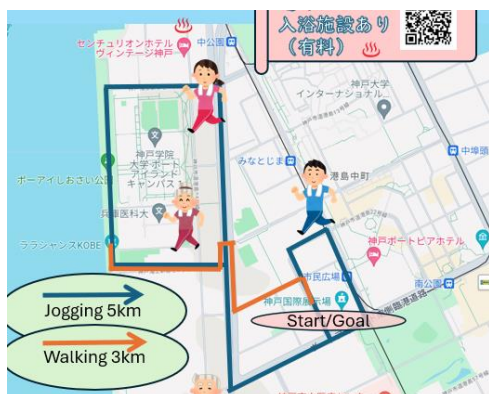 入浴施設あり
（有料）
センチュリオンホテル
ヴィンテージ神戸
中公園
神戸大学
インターナショナル...
みなとじま
中埠頭
神戸学院
大学 ポート
アイランド
キャンパス
港島中町
ポーアイしおさい公園
兵庫医科大
ララシャンスKOBE
神戸ポートピアホテル
市民広場
南公園
神戸国際展示場
Start/Goal
Jogging 5km
Walking 3km